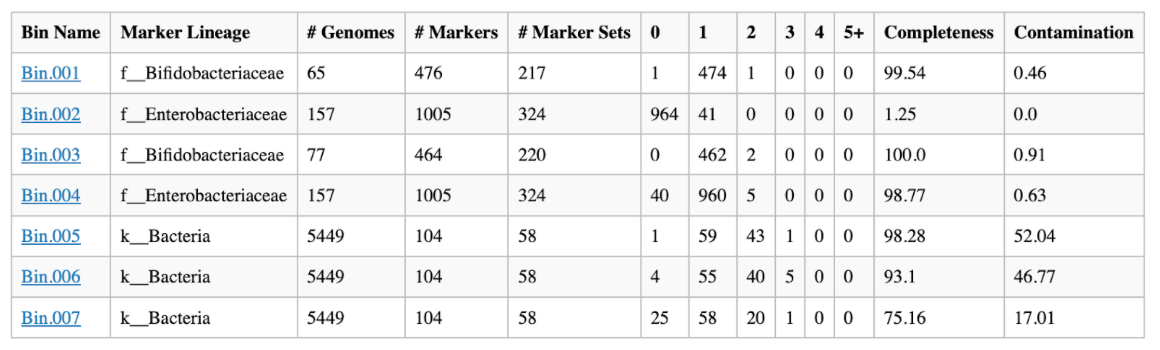 Bin Name Marker Lineage # Genomes # Markers # Marker Sets 0 1 2 3 4 5+ Completeness Contamination
Bin.001 f__Bifidobacteriaceae 65 476 217 1 474 1 0 0 0 99.54 0.46
Bin.002 f__Enterobacteriaceae 157 1005 324 964 41 0 0 0 0 1.25 0.0
Bin.003 f__Bifidobacteriaceae 77 464 220 0 462 2 0 0 0 100.0 0.91
Bin.004 f__Enterobacteriaceae 157 1005 324 40 960 5 0 0 0 98.77 0.63
Bin.005 k__Bacteria 5449 104 58 1 59 43 1 0 0 98.28 52.04
Bin.006 k__Bacteria 5449 104 58 4 55 40 5 0 0 93.1 46.77
Bin.007 k__Bacteria 5449 104 58 25 58 20 1 0 0 75.16 17.01